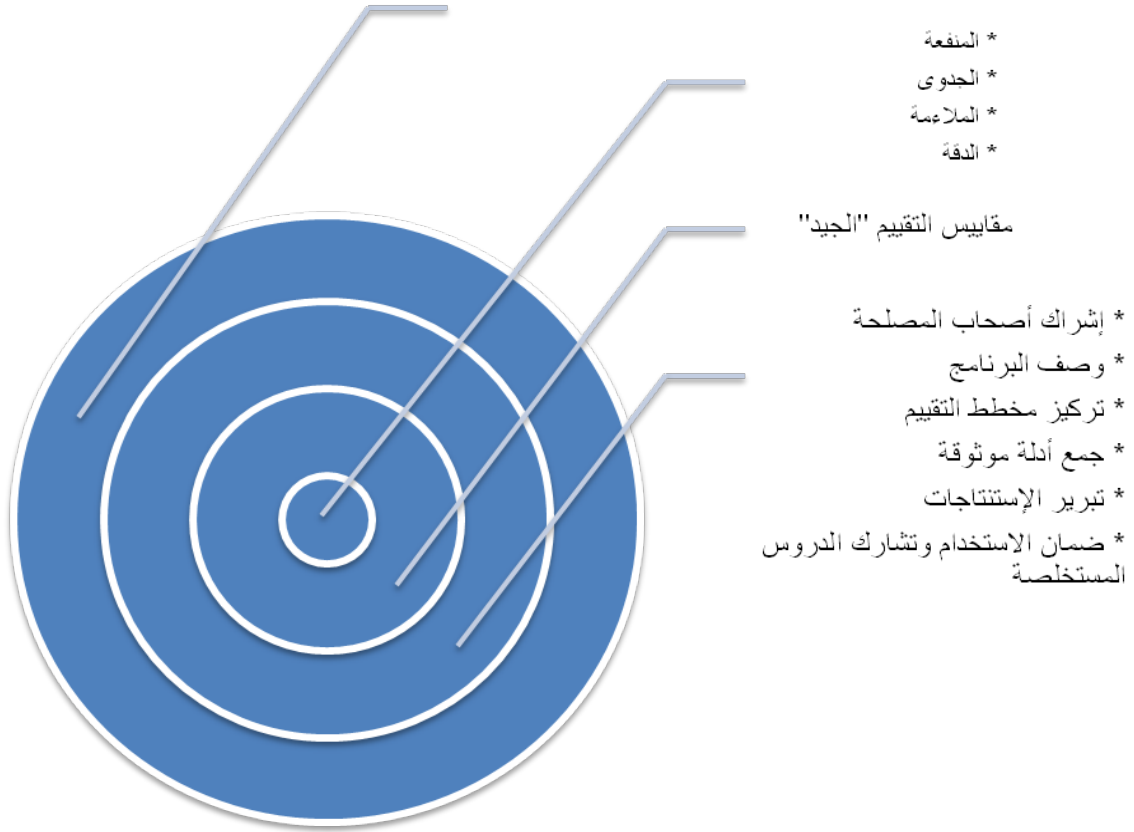 * المنفعة
* الجدوى
* الملاءمة
* الدقة
مقاييس التقييم "الجيد"
* إشراك أصحاب المصلحة
* وصف البرنامج
* تركيز مخطط التقييم
* جمع أدلة موثوقة
* تبرير الإستنتاجات
* ضمان الاستخدام وتشارك الدروس
المستخلصة